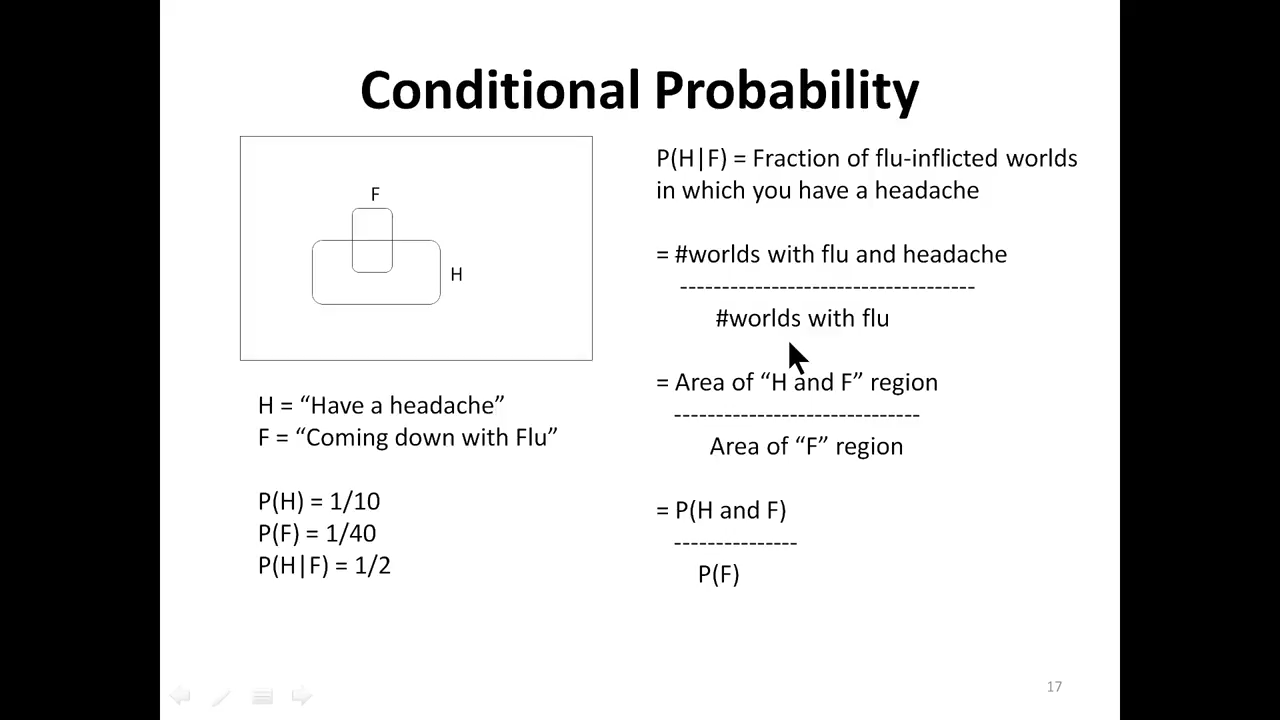 Conditional Probability
F
H
H = “Have a headache”
F = “Coming down with Flu”
P(H) = 1/10
P(F) = 1/40
P(H|F) = 1/2
P(H|F) = Fraction of flu-inflicted worlds
in which you have a headache
= #worlds with flu and headache
-----------------------------------
#worlds with flu
= Area of “H and F” region
-----------------------------
Area of “F” region
= P(H and F)
---------------
P(F)
17